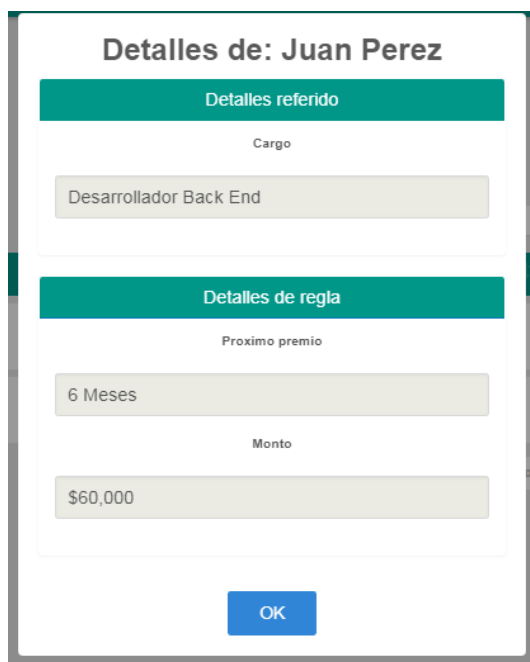 Detalles de: Juan Perez
Detalles referido
Cargo
Desarrollador Back End
Detalles de regla
Proximo premio
6 Meses
Monto
$60,000
OK